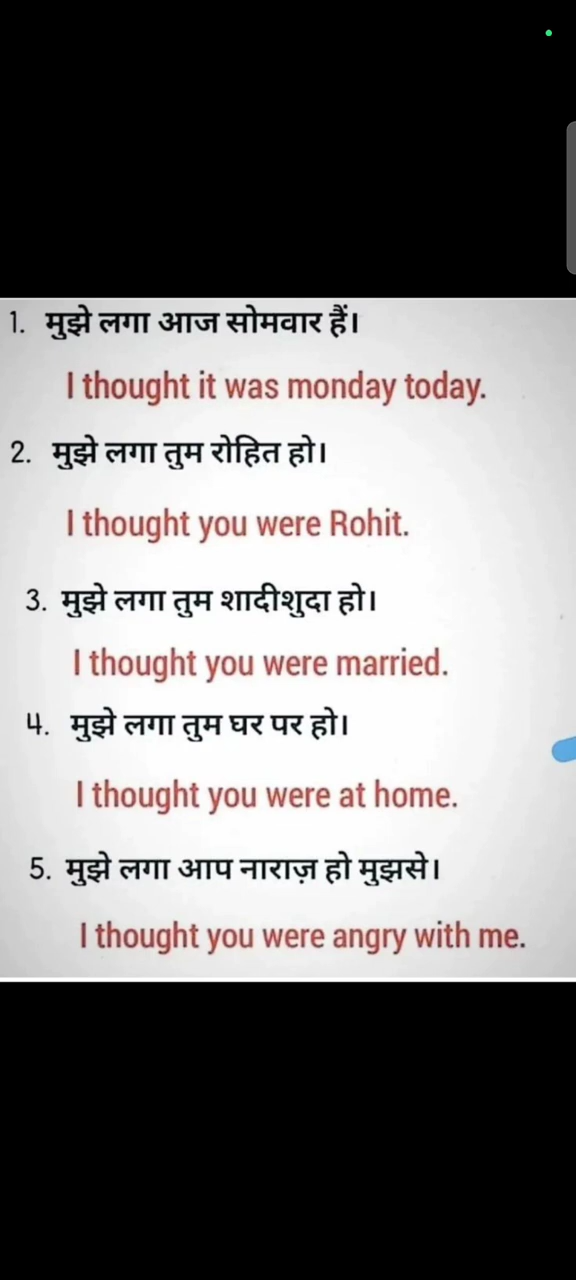 1. मुझे लगा आज सोमवार हैं।
I thought it was monday today.
2. मुझे लगा तुम रोहित हो।
I thought you were Rohit.
3. मुझे लगा तुम शादीशुदा हो।
I thought you were married.
4. मुझे लगा तुम घर पर हो।
I thought you were at home.
5. मुझे लगा आप नाराज़ हो मुझसे।
I thought you were angry with me.